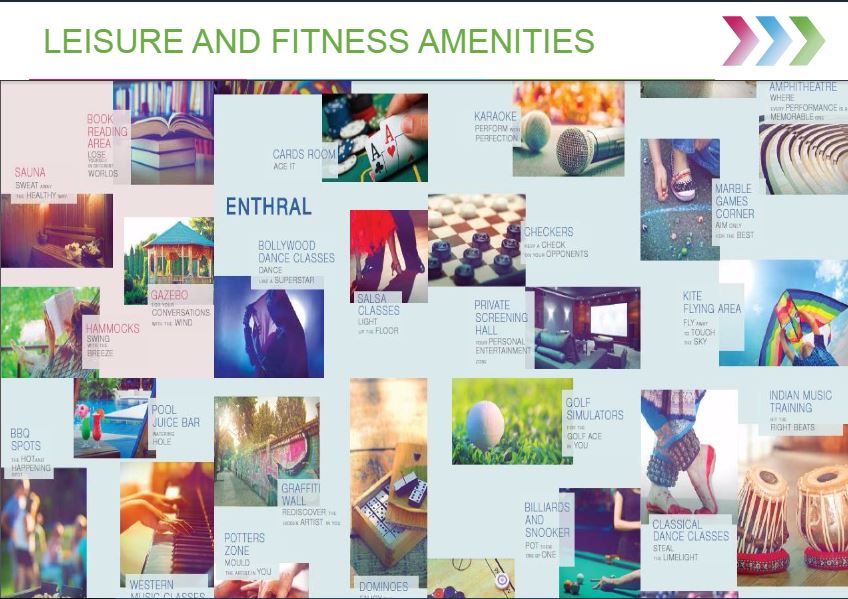 LEISURE AND FITNESS AMENITIES
BOOK
READING
AREA
LOSE
YOURSELF
IN DIFFERENT
WORLDS
SAUNA
SWEAT AWAY
THE HEALTHY WAY
GAZEBO
FOR YOUR
CONVERSATIONS
WITH THE WIND
HAMMOCKS
SWING
WITH THE
BREEZE
POOL
JUICE BAR
WATERING
HOLE
BBQ
SPOTS
THE HOT AND
HAPPENING
SPOT
WESTERN
MUSIC CLASSES
CARDS ROOM
ACE IT
ENTHRAL
BOLLYWOOD
DANCE CLASSES
DANCE
LIKE A SUPERSTAR
SALSA
CLASSES
LIGHT
UP THE FLOOR
GRAFFITI
WALL
REDISCOVER THE
HIDDEN ARTIST IN YOU
POTTERS
ZONE
MOULD
THE ARTIST IN YOU
DOMINOES
KARAOKE
PERFORM WITH
PERFECTION
CHECKERS
KEEP A CHECK
ON YOUR OPPONENTS
PRIVATE
SCREENING
HALL
YOUR PERSONAL
ENTERTAINMENT
ZONE
GOLF
SIMULATORS
FOR THE
GOLF ACE
IN YOU
BILLIARDS
AND
SNOOKER
POT
ONE BY ONE
AMPHITHEATRE
WHERE
EVERY PERFORMANCE IS A
MEMORABLE ONE
MARBLE
GAMES
CORNER
AIM ONLY
FOR THE BEST
KITE
FLYING AREA
FLY AWAY
TO TOUCH
THE SKY
INDIAN MUSIC
TRAINING
HIT THE
RIGHT BEATS
CLASSICAL
DANCE CLASSES
STEAL
THE LIMELIGHT